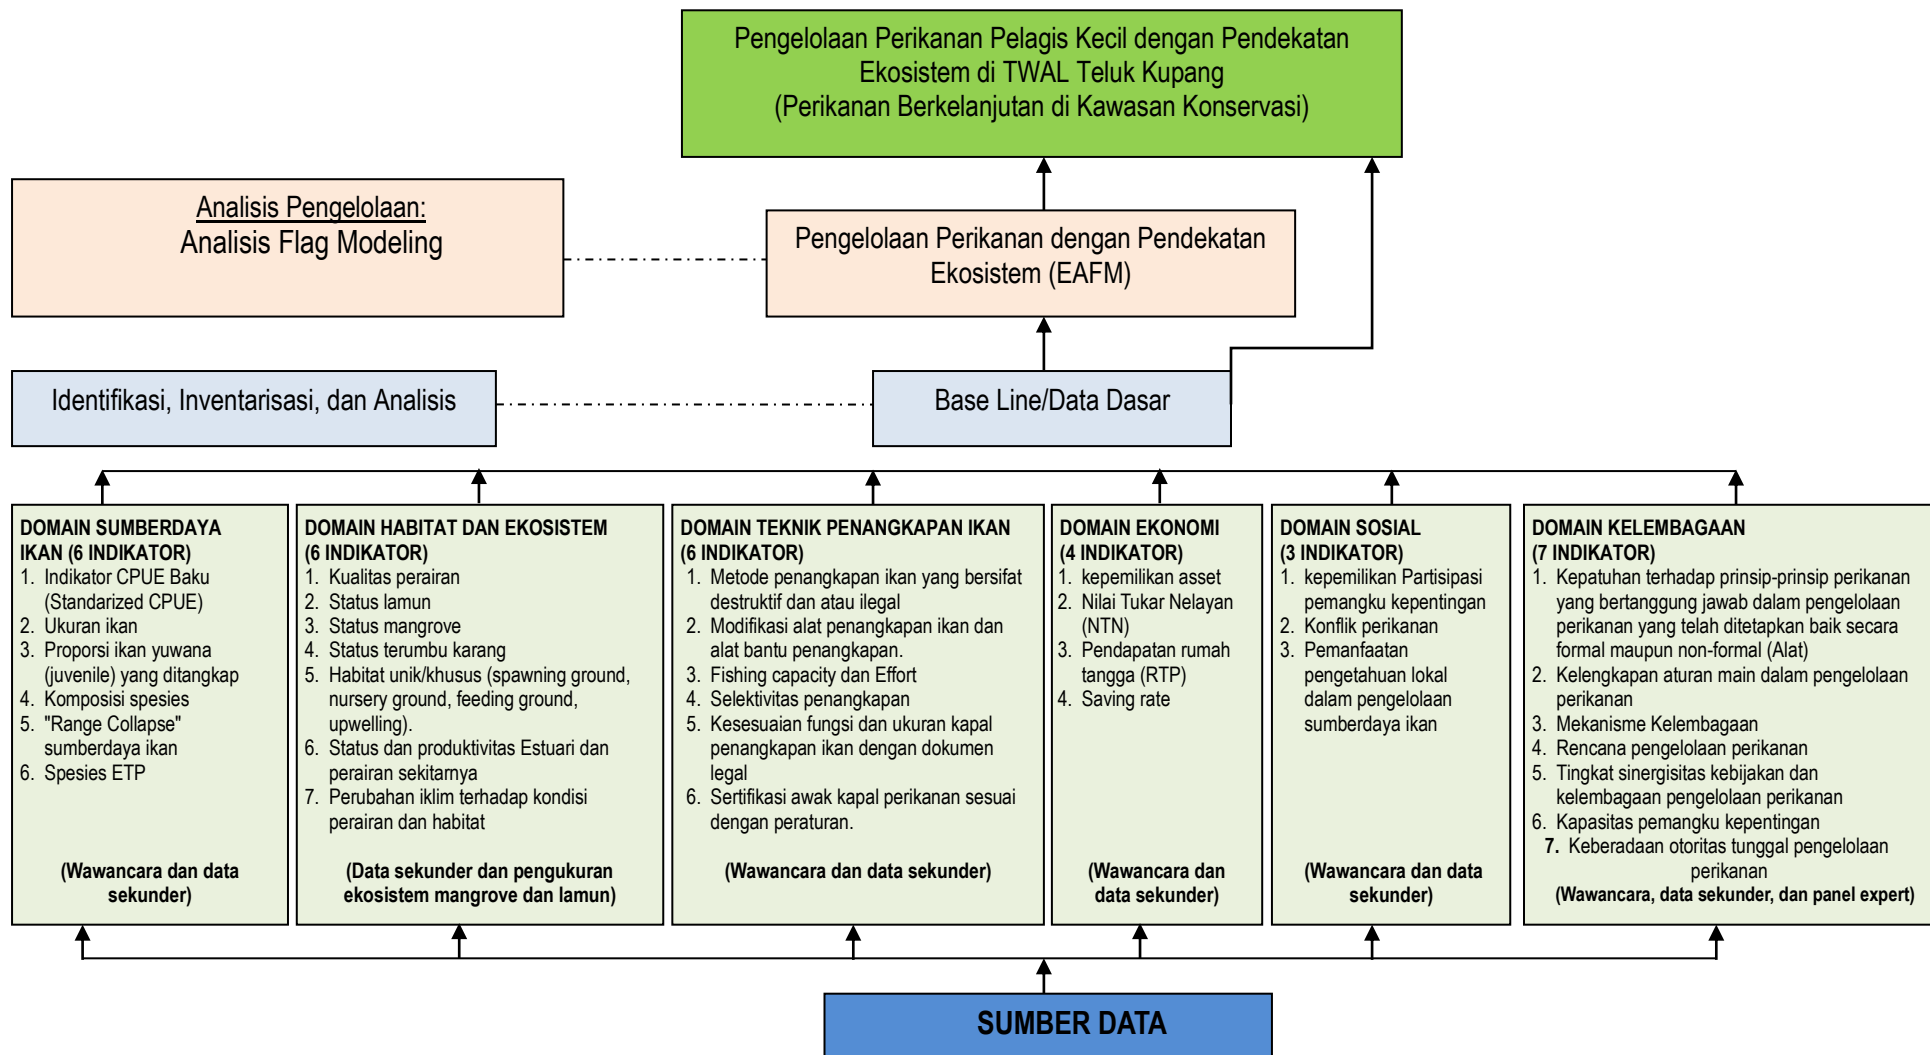 Pengelolaan Perikanan Pelagis Kecil dengan Pendekatan
Ekosistem di TWAL Teluk Kupang
(Perikanan Berkelanjutan di Kawasan Konservasi)
Analisis Pengelolaan:
Analisis Flag Modeling
Pengelolaan Perikanan dengan Pendekatan
Ekosistem (EAFM)
Identifikasi, Inventarisasi, dan Analisis
Base Line/Data Dasar
DOMAIN SUMBERDAYA
IKAN (6 INDIKATOR)
1. Indikator CPUE Baku
(Standarized CPUE)
2. Ukuran ikan
3. Proporsi ikan yuwana
(juvenile) yang ditangkap
4. Komposisi spesies
5. "Range Collapse"
sumberdaya ikan
6. Spesies ETP
(Wawancara dan data
sekunder)
DOMAIN HABITAT DAN EKOSISTEM
(6 INDIKATOR)
1. Kualitas perairan
2. Status lamun
3. Status mangrove
4. Status terumbu karang
5. Habitat unik/khusus (spawning ground,
nursery ground, feeding ground,
upwelling).
6. Status dan produktivitas Estuari dan
perairan sekitarnya
7. Perubahan iklim terhadap kondisi
perairan dan habitat
(Data sekunder dan pengukuran
ekosistem mangrove dan lamun)
DOMAIN TEKNIK PENANGKAPAN IKAN
(6 INDIKATOR)
1. Metode penangkapan ikan yang bersifat
destruktif dan atau ilegal
2. Modifikasi alat penangkapan ikan dan
alat bantu penangkapan.
3. Fishing capacity dan Effort
4. Selektivitas penangkapan
5. Kesesuaian fungsi dan ukuran kapal
penangkapan ikan dengan dokumen
legal
6. Sertifikasi awak kapal perikanan sesuai
dengan peraturan.
(Wawancara dan data sekunder)
DOMAIN EKONOMI
(4 INDIKATOR)
1. kepemilikan asset
2. Nilai Tukar Nelayan
(NTN)
3. Pendapatan rumah
tangga (RTP)
4. Saving rate
(Wawancara dan
data sekunder)
DOMAIN SOSIAL
(3 INDIKATOR)
1. kepemilikan Partisipasi
pemangku kepentingan
2. Konflik perikanan
3. Pemanfaatan
pengetahuan lokal
dalam pengelolaan
sumberdaya ikan
(Wawancara dan data
sekunder)
DOMAIN KELEMBAGAAN
(7 INDIKATOR)
1. Kepatuhan terhadap prinsip-prinsip perikanan
yang bertanggung jawab dalam pengelolaan
perikanan yang telah ditetapkan baik secara
formal maupun non-formal (Alat)
2. Kelengkapan aturan main dalam pengelolaan
perikanan
3. Mekanisme Kelembagaan
4. Rencana pengelolaan perikanan
5. Tingkat sinergisitas kebijakan dan
kelembagaan pengelolaan perikanan
6. Kapasitas pemangku kepentingan
7. Keberadaan otoritas tunggal pengelolaan
perikanan
(Wawancara, data sekunder, dan panel expert)
SUMBER DATA